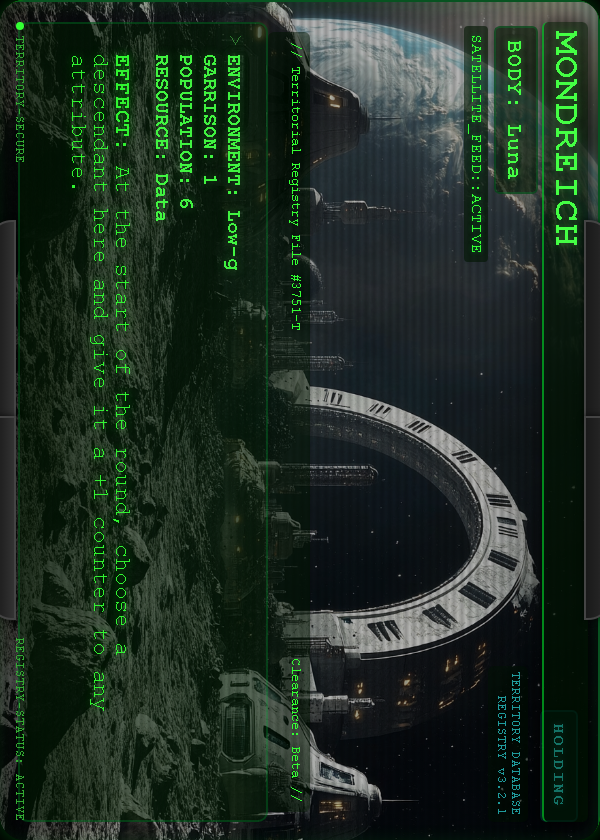 MONDREICH
HOLDING
BODY: Luna
TERRITORY DATABASE
REGISTRY v3.2.1
SATELLITE_FEED::ACTIVE
// Territorial Registry File #3751-T
Clearance: Beta //
> ENVIRONMENT: Low-g
GARRISON: 1
POPULATION: 6
RESOURCE: Data
EFFECT: At the start of the round, choose a
descendant here and give it a +1 counter to any
attribute.
TERRITORY-SECURE
REGISTRY-STATUS: ACTIVE